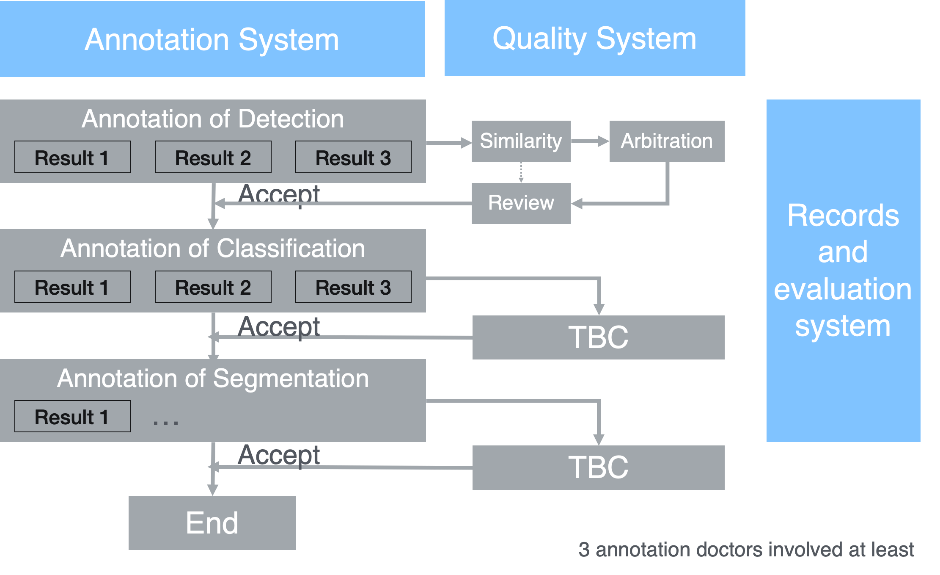 Annotation System
Quality System
Annotation of Detection
Result 1
Result 2
Result 3
Similarity
Arbitration
Accept
Review
Annotation of Classification
Result 1
Result 2
Result 3
Accept
TBC
Annotation of Segmentation
Result 1
...
Accept
TBC
End
Records
and
evaluation
system
3 annotation doctors involved at least